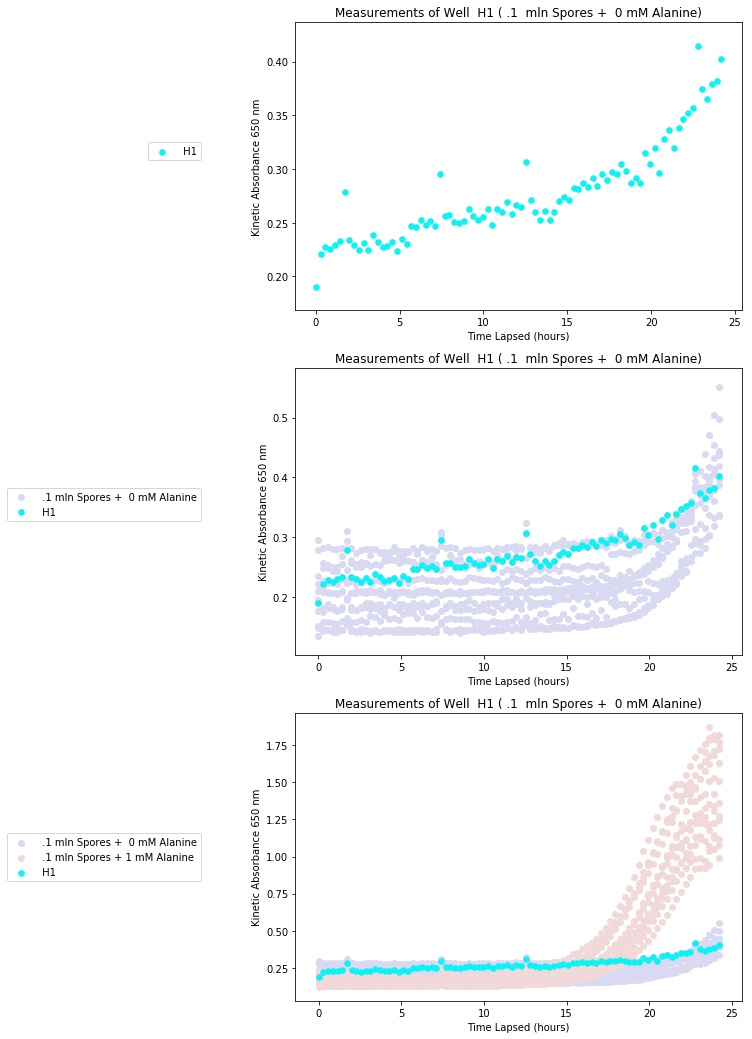 Measurements of Well  H1 ( .1  mln Spores +  0 mM Alanine)
0.40
0.35
0.30
0.25
0.20
Kinetic Absorbance 650 nm
H1
0 5 10 15 20 25
Time Lapsed (hours)
Measurements of Well  H1 ( .1  mln Spores +  0 mM Alanine)
0.5
0.4
0.3
0.2
Kinetic Absorbance 650 nm
.1 mln Spores +  0 mM Alanine
H1
0 5 10 15 20 25
Time Lapsed (hours)
Measurements of Well  H1 ( .1  mln Spores +  0 mM Alanine)
1.75
1.50
1.25
1.00
0.75
0.50
0.25
Kinetic Absorbance 650 nm
.1 mln Spores +  0 mM Alanine
.1 mln Spores + 1 mM Alanine
H1
0 5 10 15 20 25
Time Lapsed (hours)